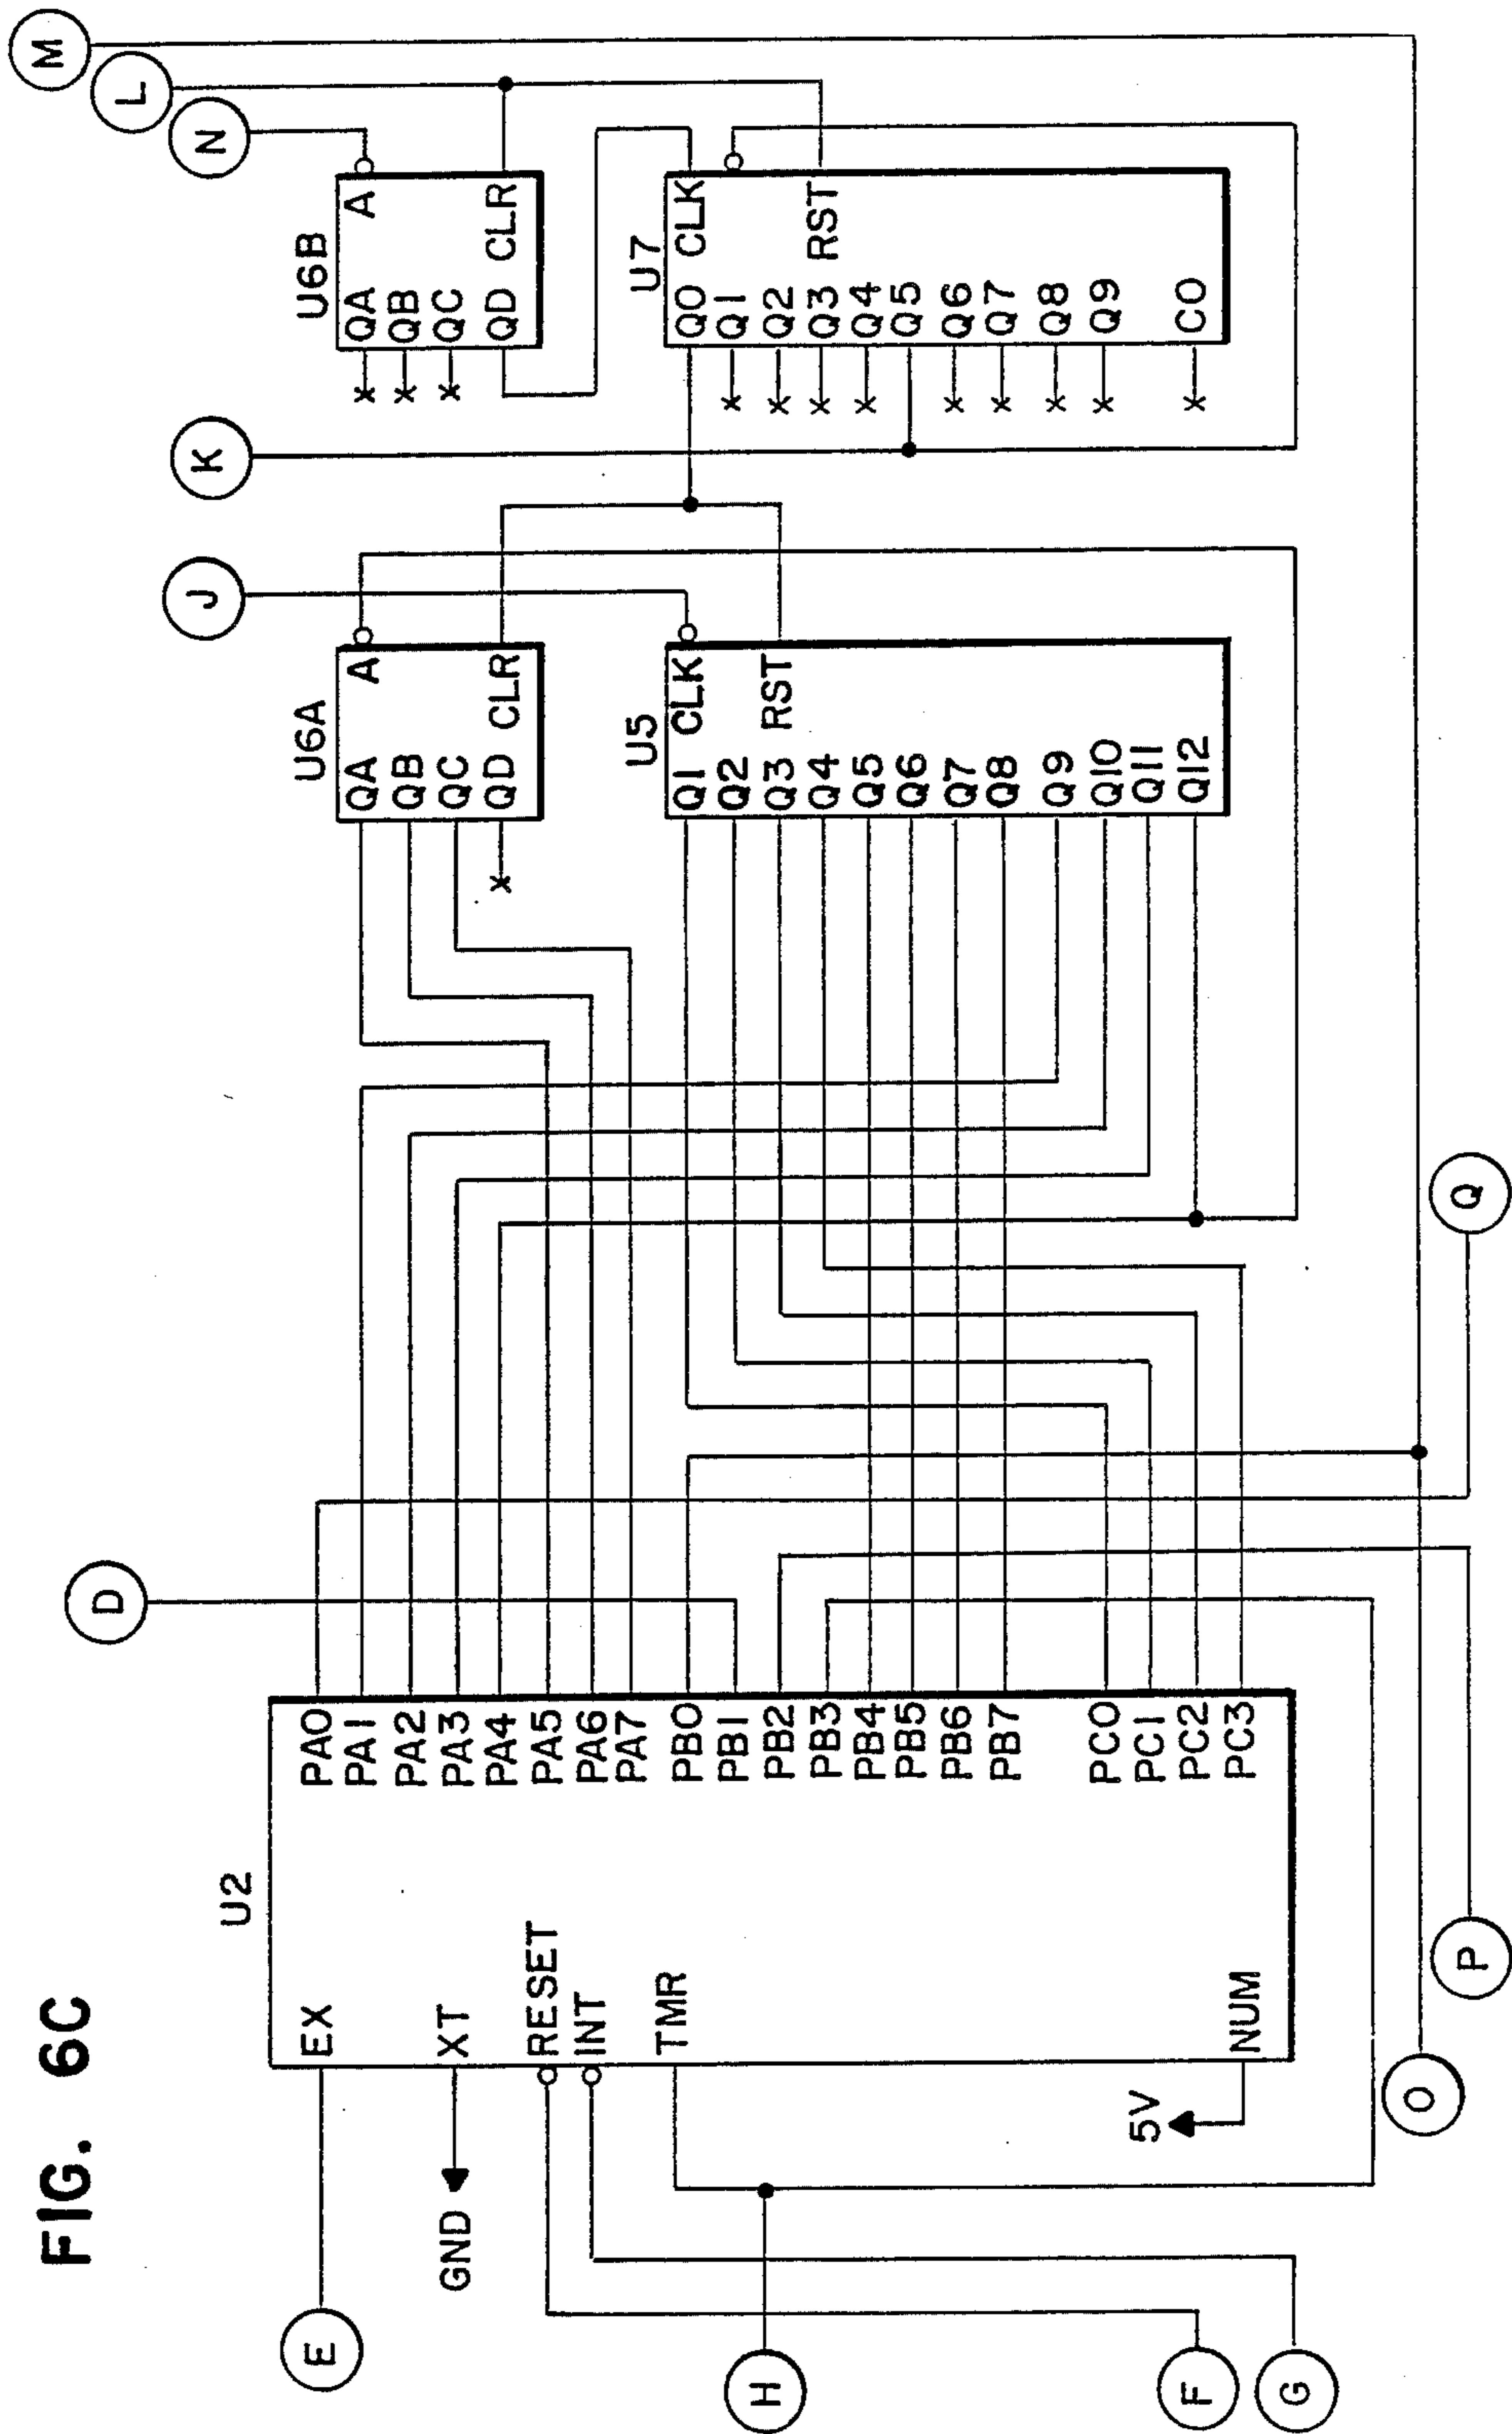 FIG. 6C
E
GND
H
F
G
U2
EX
XT
RESET
INT
TMR
5V
NUM
PA0
PA1
PA2
PA3
PA4
PA5
PA6
PA7
PB0
PB1
PB2
PB3
PB4
PB5
PB6
PB7
PC0
PC1
PC2
PC3
O
P
D
Q
J
U6A
QA A
QB
QC
QD CLR
U5
Q1 CLK
Q2
Q3 RST
Q4
Q5
Q6
Q7
Q8
Q9
Q10
Q11
Q12
K
U6B
QA A
QB
QC
QD CLR
U7
Q0 CLK
Q1
Q2
Q3 RST
Q4
Q5
Q6
Q7
Q8
Q9
CO
N
L
M